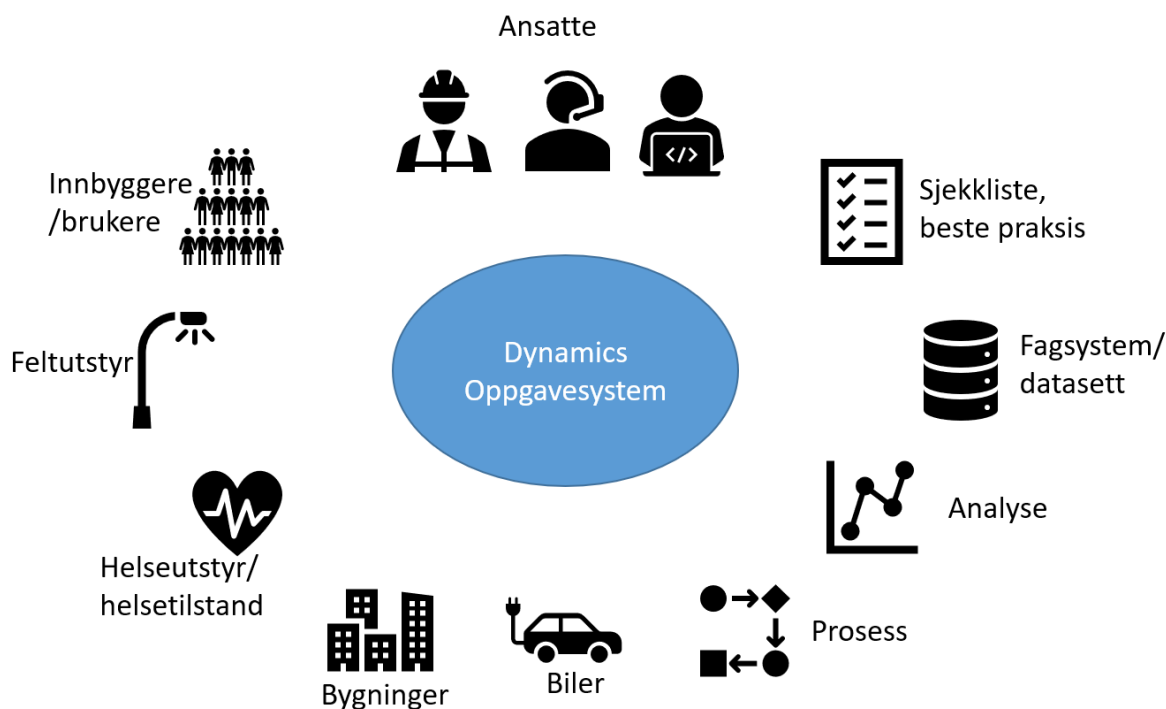 Ansatte
Innbyggere
/brukere
Sjekkliste,
beste praksis
</>
Feltutstyr
Dynamics
Oppgavesystem
Fagsystem/
datasett
Helseutstyr/
helsetilstand
Analyse
Bygninger
Biler
Prosess